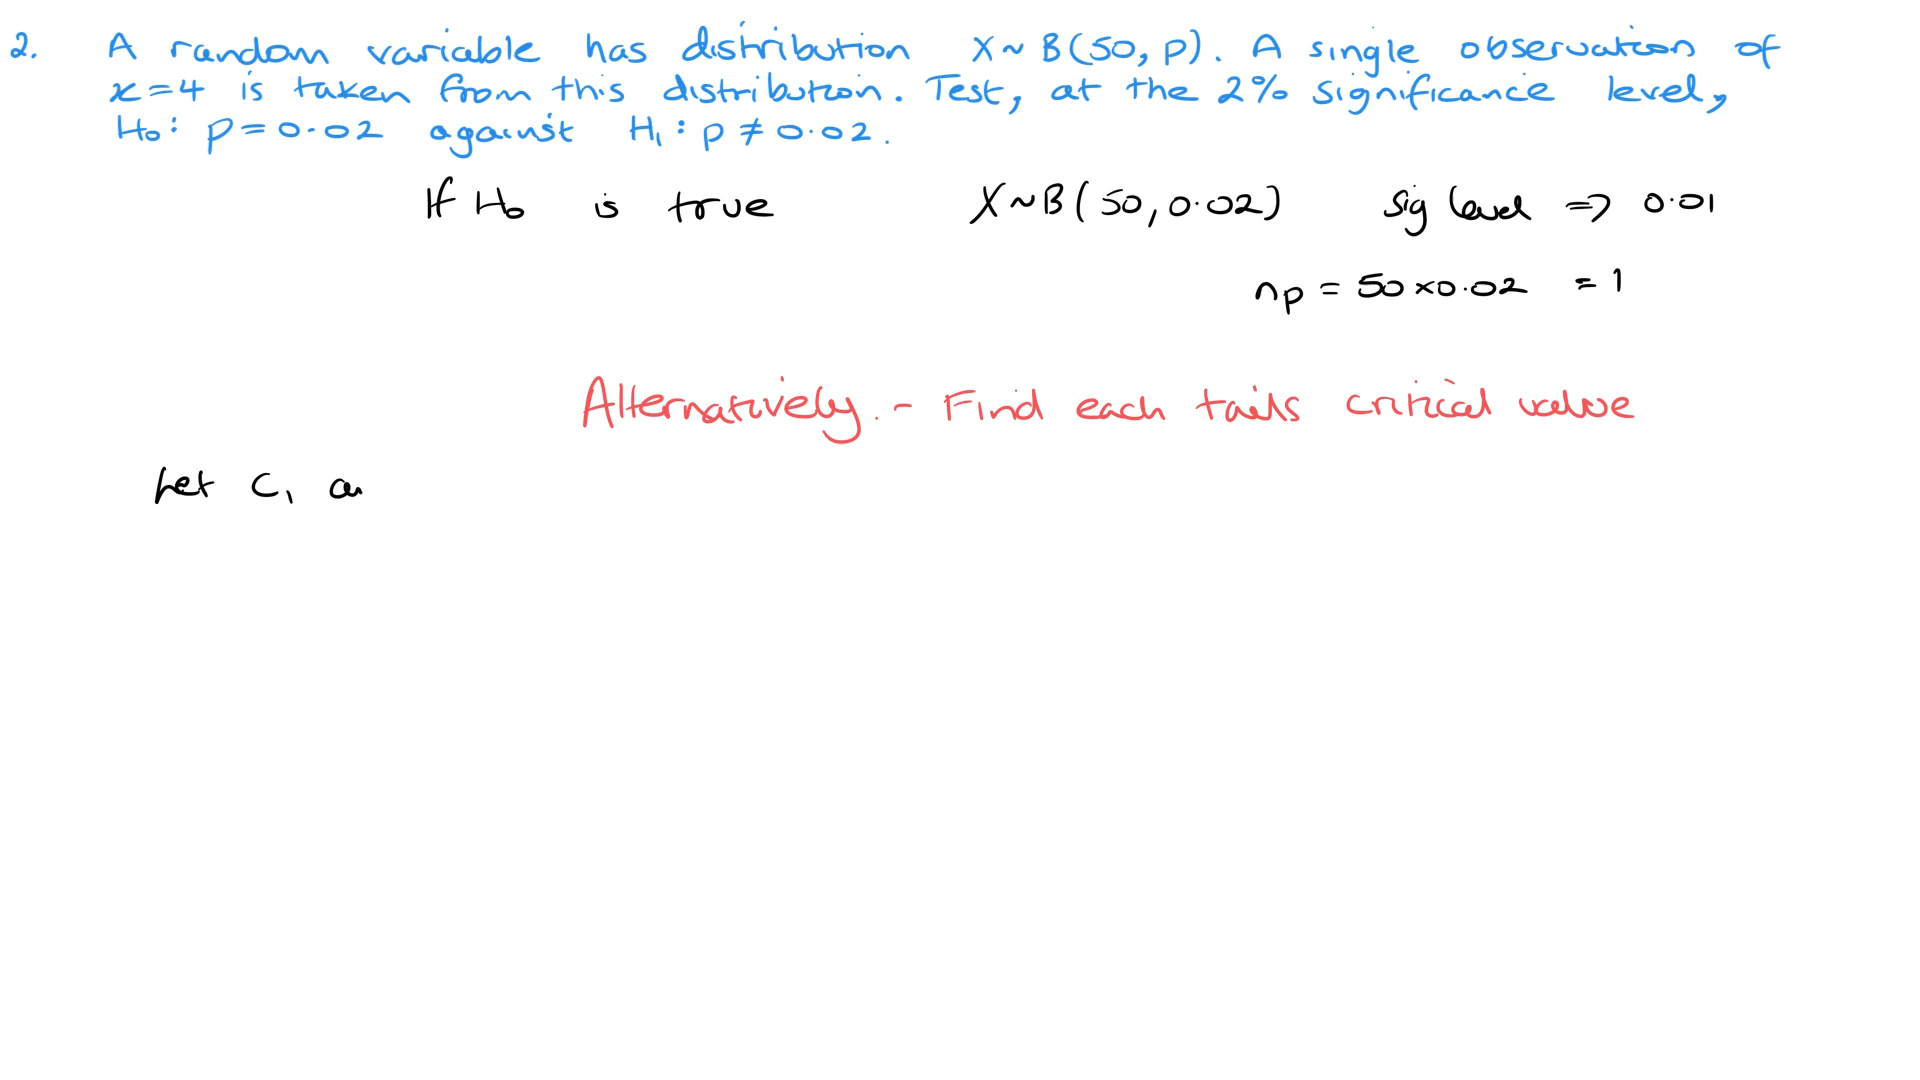 2. A random variable has distribution X~B(50, p). A single observation of
x=4 is taken from this distribution. Test, at the 2% significance level,
H₀: p=0.02 against H₁: p≠0.02.
If H₀ is true X~B(50, 0.02) Sig level ⇒ 0.01
np = 50×0.02 = 1
Alternatively.- Find each tails critical value
Let C₁ a